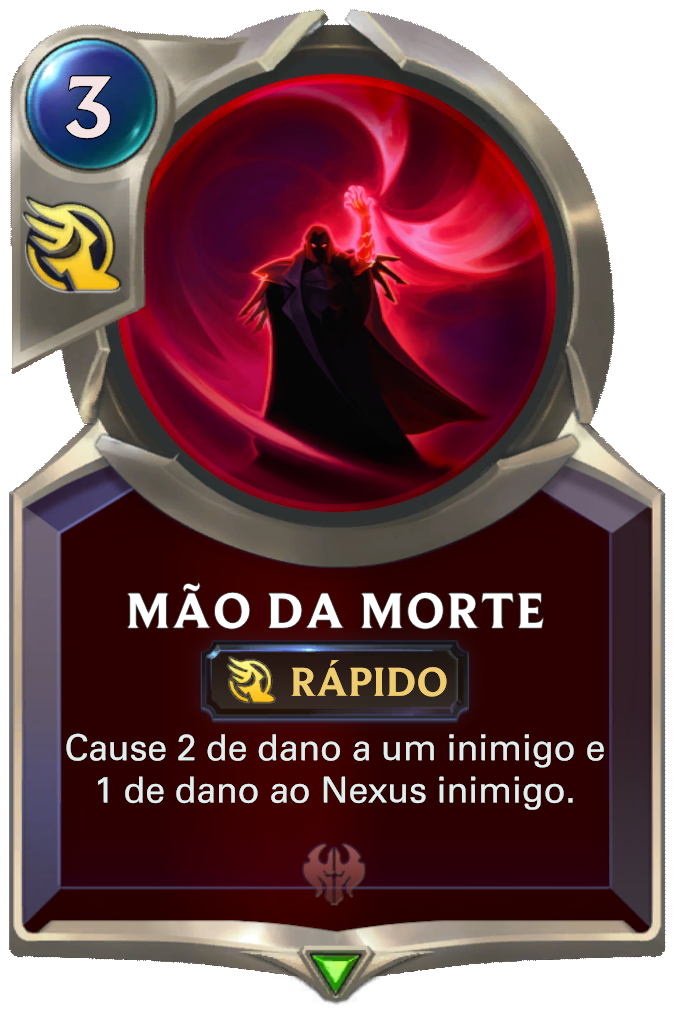 3
MÃO DA MORTE
RÁPIDO
Cause 2 de dano a um inimigo e
1 de dano ao Nexus inimigo.